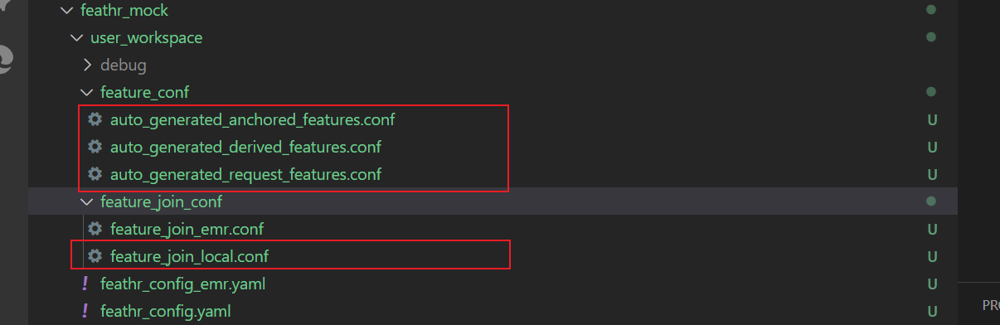 feathr_mock
user_workspace
debug
feature_conf
auto_generated_anchored_features.conf U
auto_generated_derived_features.conf U
auto_generated_request_features.conf U
feature_join_conf
feature_join_emr.conf U
feature_join_local.conf U
! feathr_config_emr.yaml U
! feathr_config.yaml U
PR